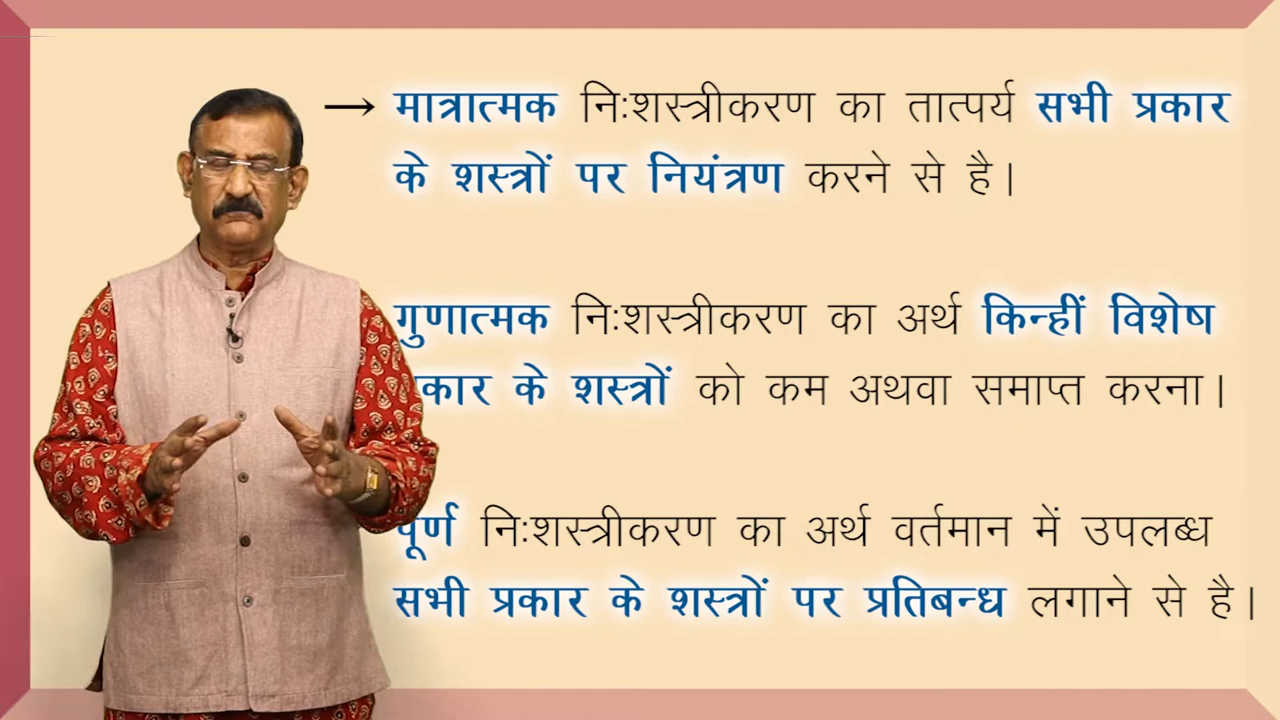 → मात्रात्मक निःशस्त्रीकरण का तात्पर्य सभी प्रकार
के शस्त्रों पर नियंत्रण करने से है।
गुणात्मक निःशस्त्रीकरण का अर्थ किन्हीं विशेष
प्रकार के शस्त्रों को कम अथवा समाप्त करना।
पूर्ण निःशस्त्रीकरण का अर्थ वर्तमान में उपलब्ध
सभी प्रकार के शस्त्रों पर प्रतिबन्ध लगाने से है।